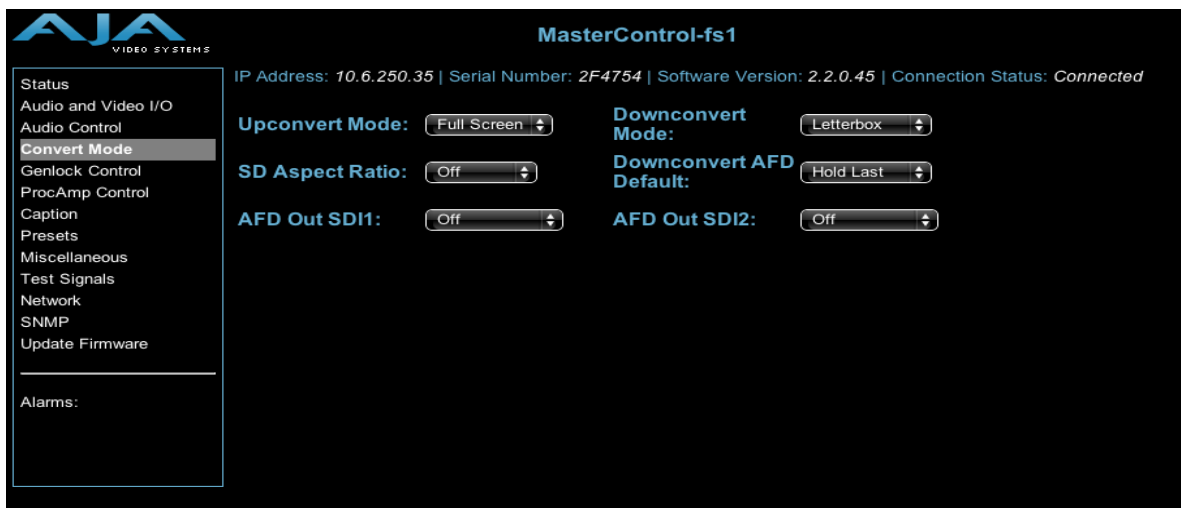 AJA
VIDEO SYSTEMS
MasterControl-fs1
IP Address: 10.6.250.35 | Serial Number: 2F4754 | Software Version: 2.2.0.45 | Connection Status: Connected
Status
Audio and Video I/O
Audio Control
Convert Mode
Genlock Control
ProcAmp Control
Caption
Presets
Miscellaneous
Test Signals
Network
SNMP
Update Firmware
Alarms:
Upconvert Mode: Full Screen
Downconvert
Mode: Letterbox
SD Aspect Ratio: Off
Downconvert AFD
Default: Hold Last
AFD Out SDI1: Off
AFD Out SDI2: Off